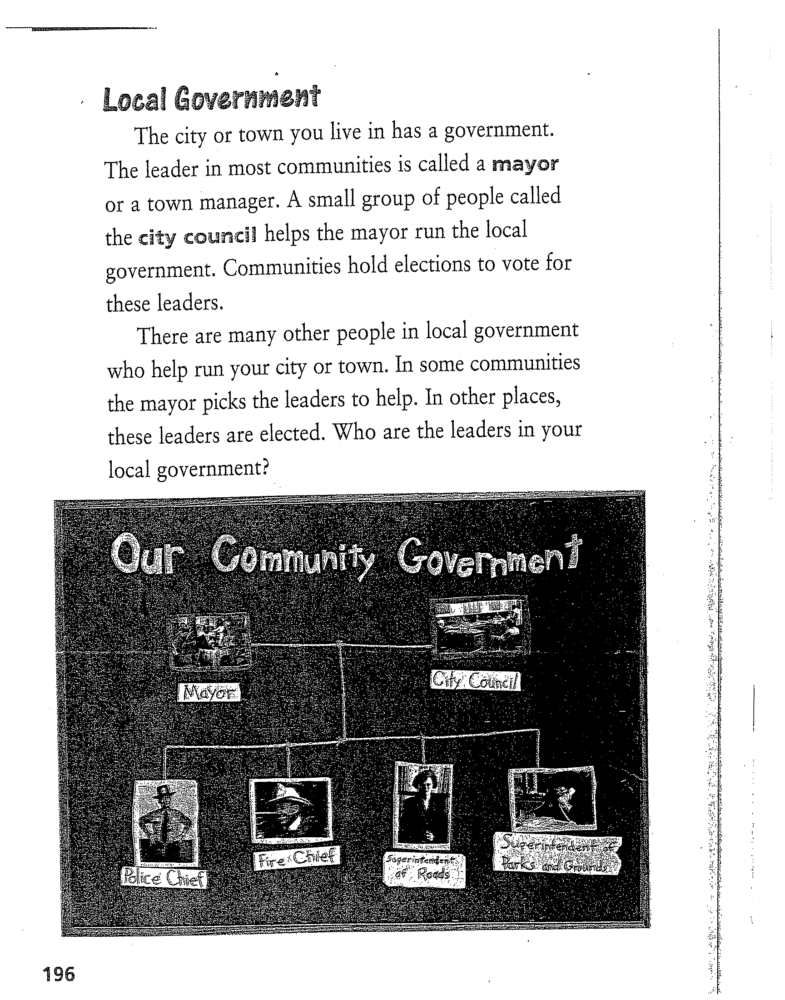 Local Government
The city or town you live in has a government.
The leader in most communities is called a mayor
or a town manager. A small group of people called
the city council helps the mayor run the local
government. Communities hold elections to vote for
these leaders.
There are many other people in local government
who help run your city or town. In some communities
the mayor picks the leaders to help. In other places,
these leaders are elected. Who are the leaders in your
local government?
Our Community Government
Mayor
City Council
Police Chief
Fire Chief
Superintendent
of Roads
Superintendent of
Parks and Grounds
196